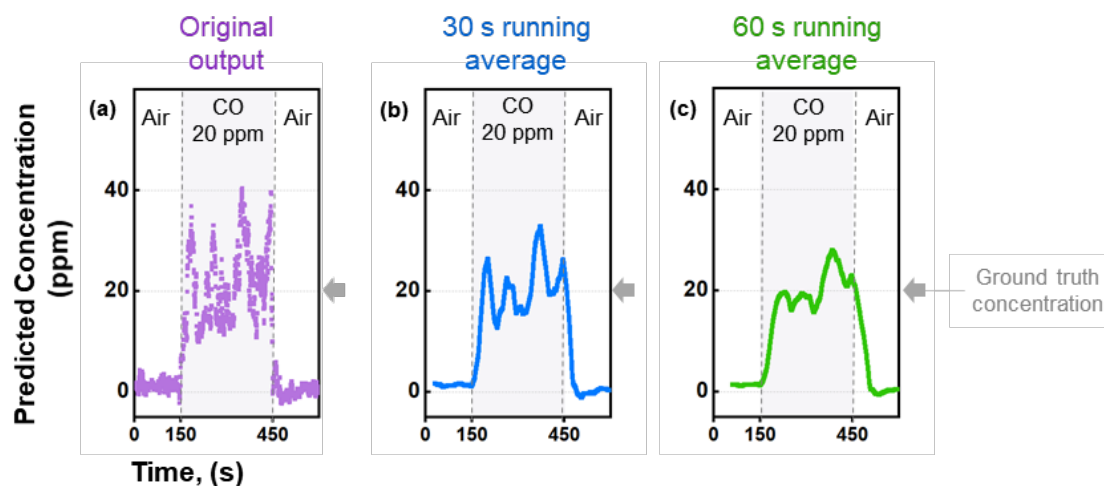 Original
output
30 s running
average
60 s running
average
(a)
Air
CO
20 ppm
Air
(b)
Air
CO
20 ppm
Air
(c)
Air
CO
20 ppm
Air
Predicted Concentration
(ppm)
40
20
0
0 150 450
40
20
0
0 150 450
40
20
0
0 150 450
Ground truth
concentration
Time, (s)